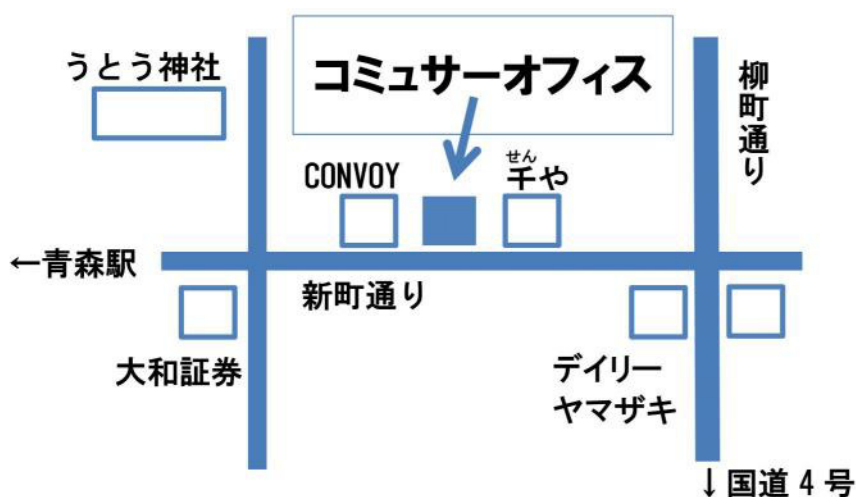 うとう神社
コミュサーオフィス
柳町通り
CONVOY
せん
千や
←青森駅
新町通り
大和証券
デイリー
ヤマザキ
↓国道4号